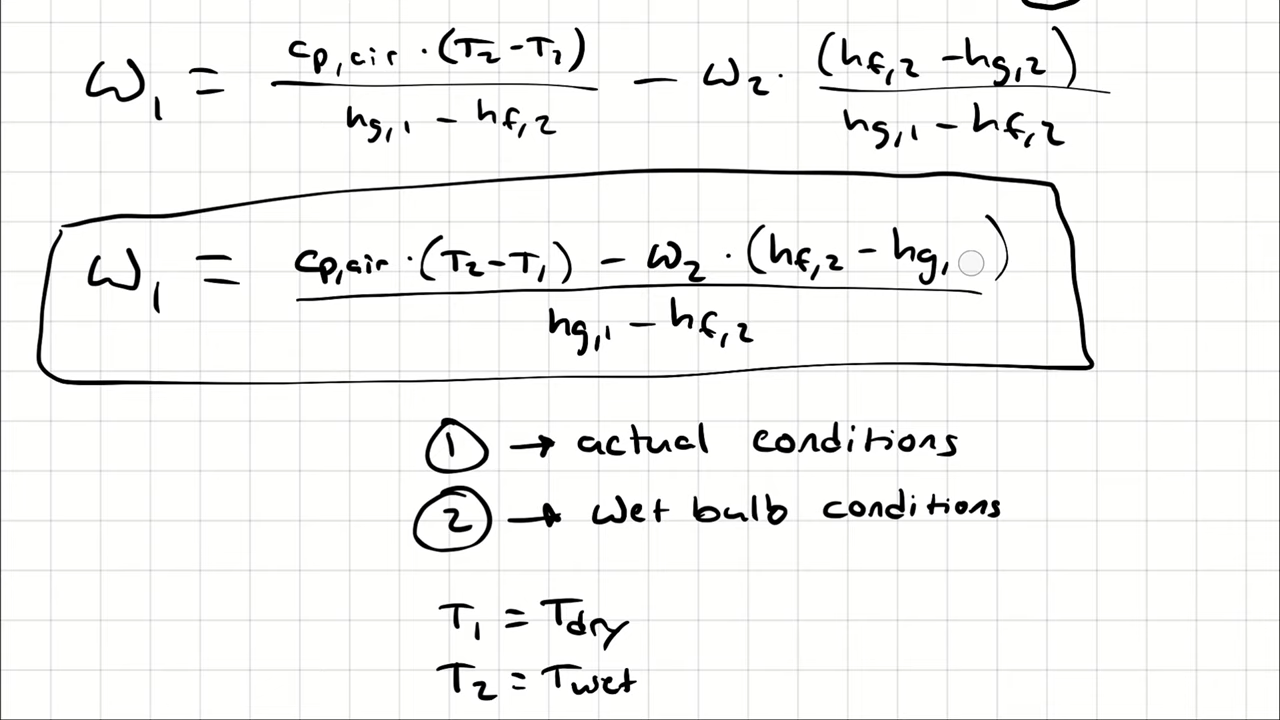 ω₁ = cp,air · (T₂ - T₁) / hg,1 - hf,2 - ω₂ · (hf,2 - hg,2) / hg,1 - hf,2
ω₁ = cp,air · (T₂ - T₁) - ω₂ · (hf,2 - hg, ) / hg,1 - hf,2
① → actual conditions
② → wet bulb conditions
T₁ = Tdry
T₂ = Twet